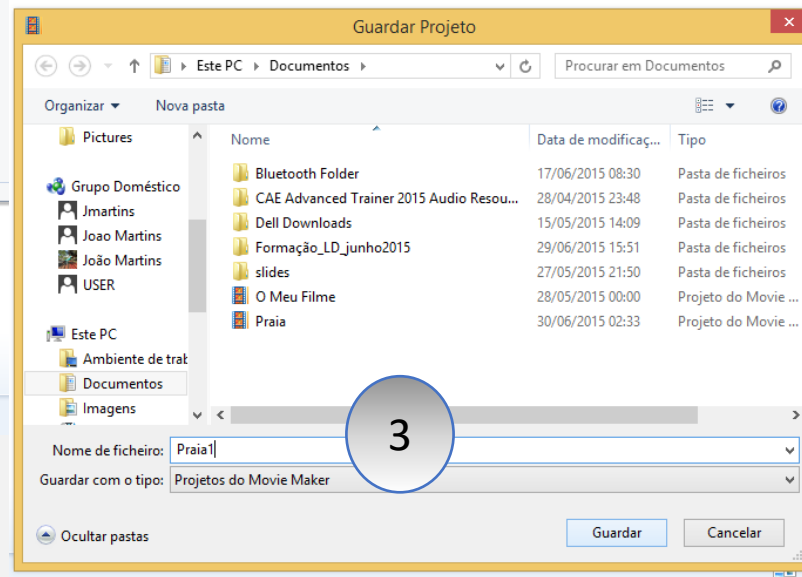 Guardar Projeto
Este PC Documentos
Procurar em Documentos
Organizar Nova pasta
Pictures
Grupo Doméstico
Jmartins
Joao Martins
João Martins
USER
Este PC
Ambiente de trab
Documentos
Imagens
Nome Data de modificaç... Tipo
Bluetooth Folder 17/06/2015 08:30 Pasta de ficheiros
CAE Advanced Trainer 2015 Audio Resou... 28/04/2015 23:48 Pasta de ficheiros
Dell Downloads 15/05/2015 14:09 Pasta de ficheiros
Formação_LD_junho2015 29/06/2015 15:51 Pasta de ficheiros
slides 27/05/2015 21:50 Pasta de ficheiros
O Meu Filme 28/05/2015 00:00 Projeto do Movie ...
Praia 30/06/2015 02:33 Projeto do Movie ...
3
Nome de ficheiro: Praia1
Guardar com o tipo: Projetos do Movie Maker
Ocultar pastas
Guardar Cancelar